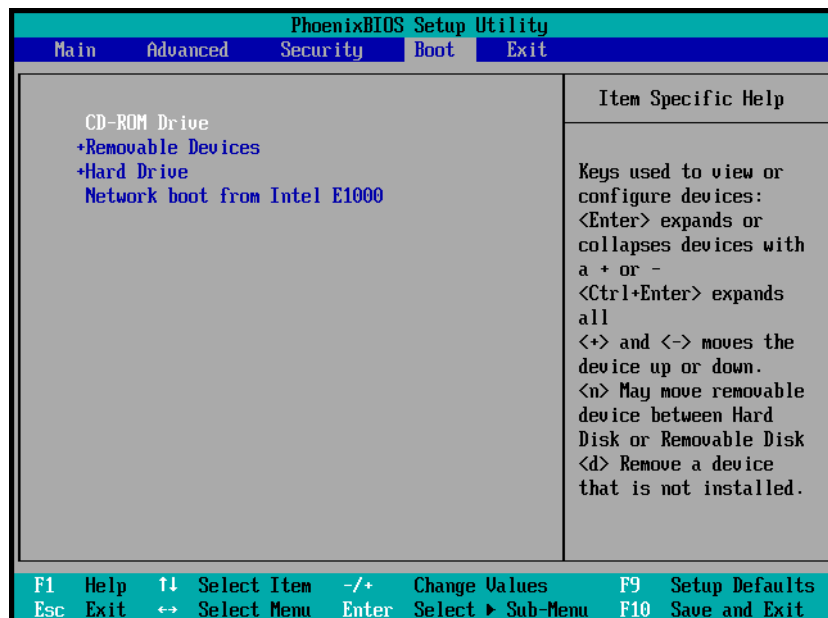 PhoenixBIOS Setup Utility
Main Advanced Security Boot Exit
CD-ROM Drive
+Removable Devices
+Hard Drive
Network boot from Intel E1000
Item Specific Help
Keys used to view or
configure devices:
<Enter> expands or
collapses devices with
a + or -
<Ctrl+Enter> expands
all
<+> and <-> moves the
device up or down.
<n> May move removable
device between Hard
Disk or Removable Disk
<d> Remove a device
that is not installed.
F1 Help ↑↓ Select Item -/+ Change Values F9 Setup Defaults
Esc Exit ↔ Select Menu Enter Select ▶ Sub-Menu F10 Save and Exit